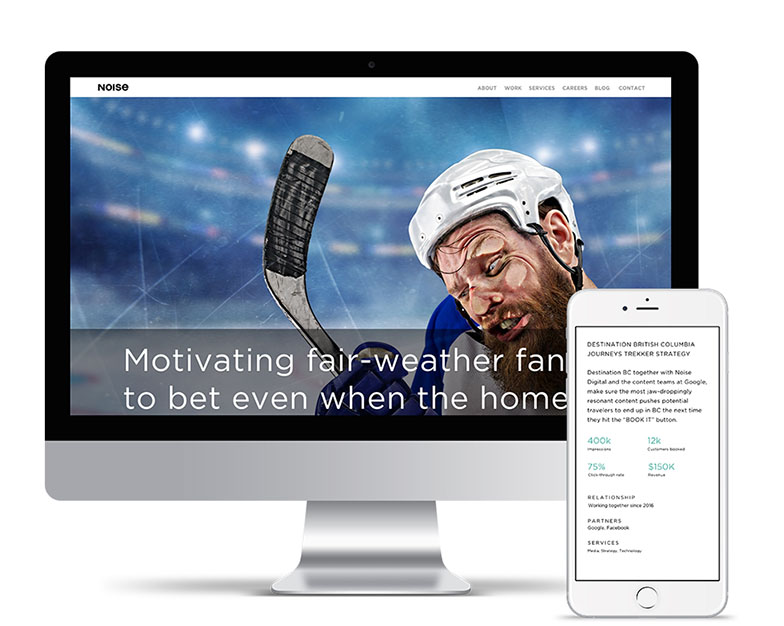 NOISE
ABOUT WORK SERVICES CAREERS BLOG CONTACT
Motivating fair-weather fan
to bet even when the home
DESTINATION BRITISH COLUMBIA
JOURNEYS TREKKER STRATEGY
Destination BC together with Noise
Digital and the content teams at Google,
make sure the most jaw-droppingly
resonant content pushes potential
travelers to end up in BC the next time
they hit the "BOOK IT" button.
400k 12k
Impressions Customers Booked
75% $150K
Click-through rate Revenue
RELATIONSHIP
Working together since 2016
PARTNERS
Google, Facebook
SERVICES
Media, Strategy, Technology